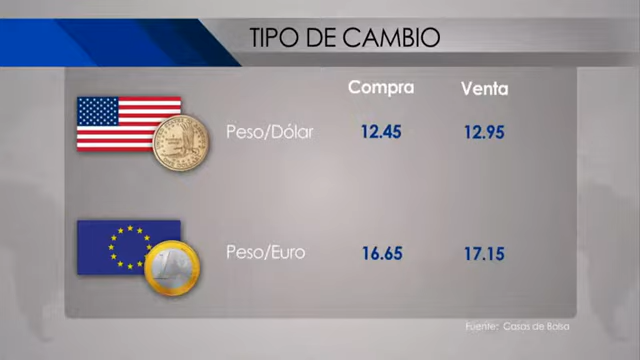 TIPO DE CAMBIO
Compra Venta
Peso/Dólar 12.45 12.95
Peso/Euro 16.65 17.15
Fuente: Casas de Bolsa